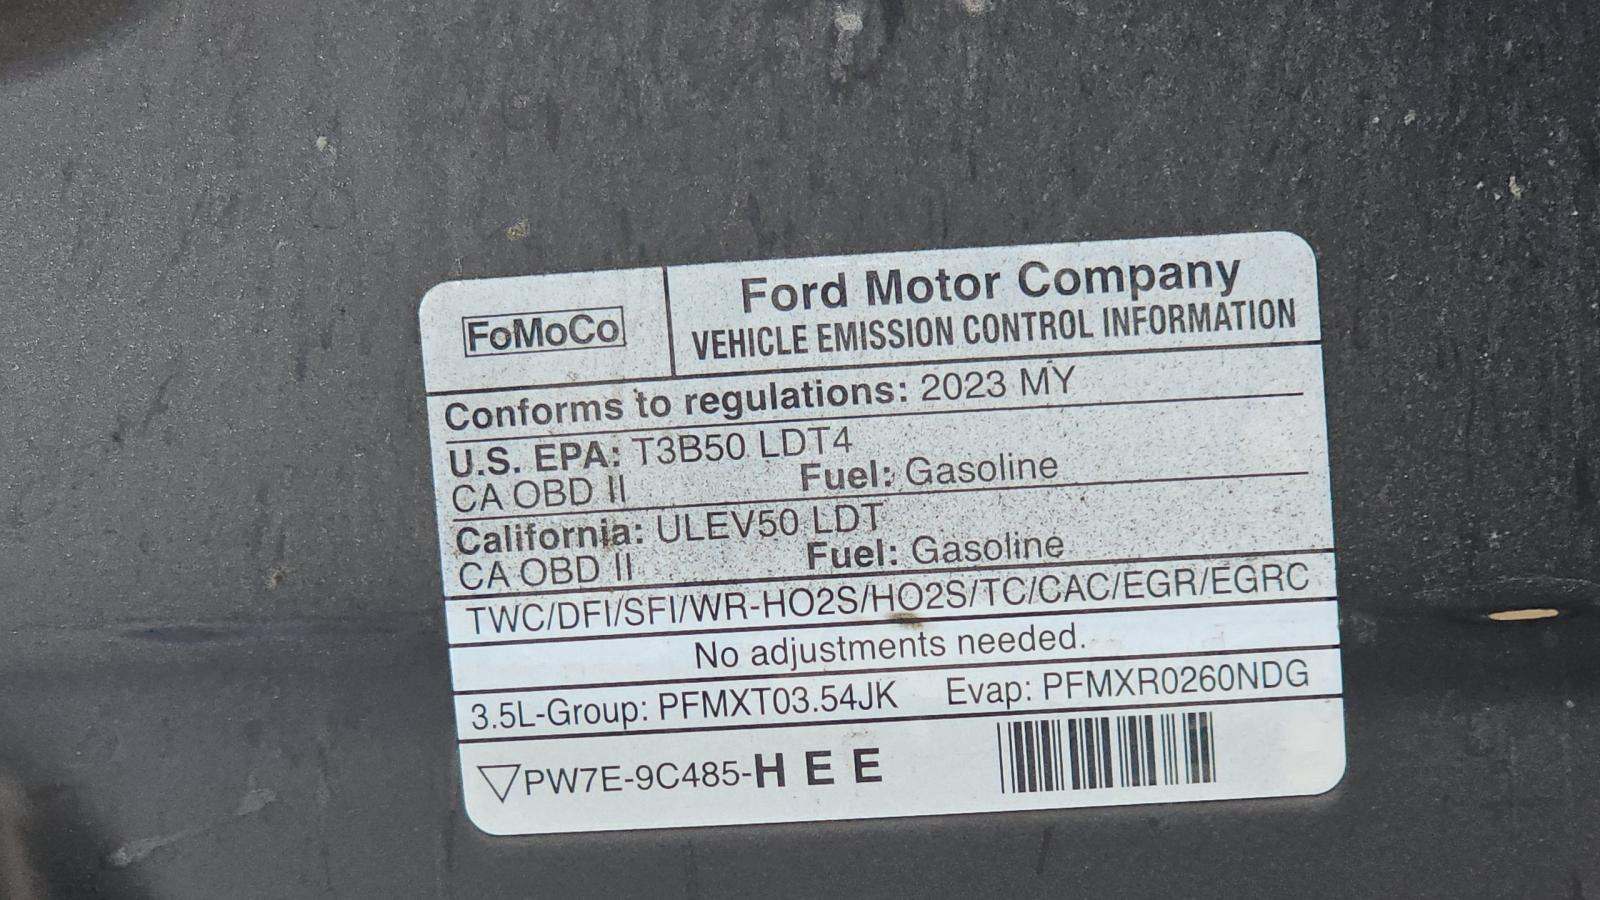 FoMoCo
Ford Motor Company
VEHICLE EMISSION CONTROL INFORMATION
Conforms to regulations: 2023 MY
U.S. EPA: T3B50 LDT4
CA OBD II Fuel: Gasoline
California: ULEV50 LDT
CA OBD II Fuel: Gasoline
TWC/DFI/SFI/WR-HO2S/HO2S/TC/CAC/EGR/EGRC
No adjustments needed.
3.5L-Group: PFMXT03.54JK Evap: PFMXR0260NDG
PW7E-9C485-HEE